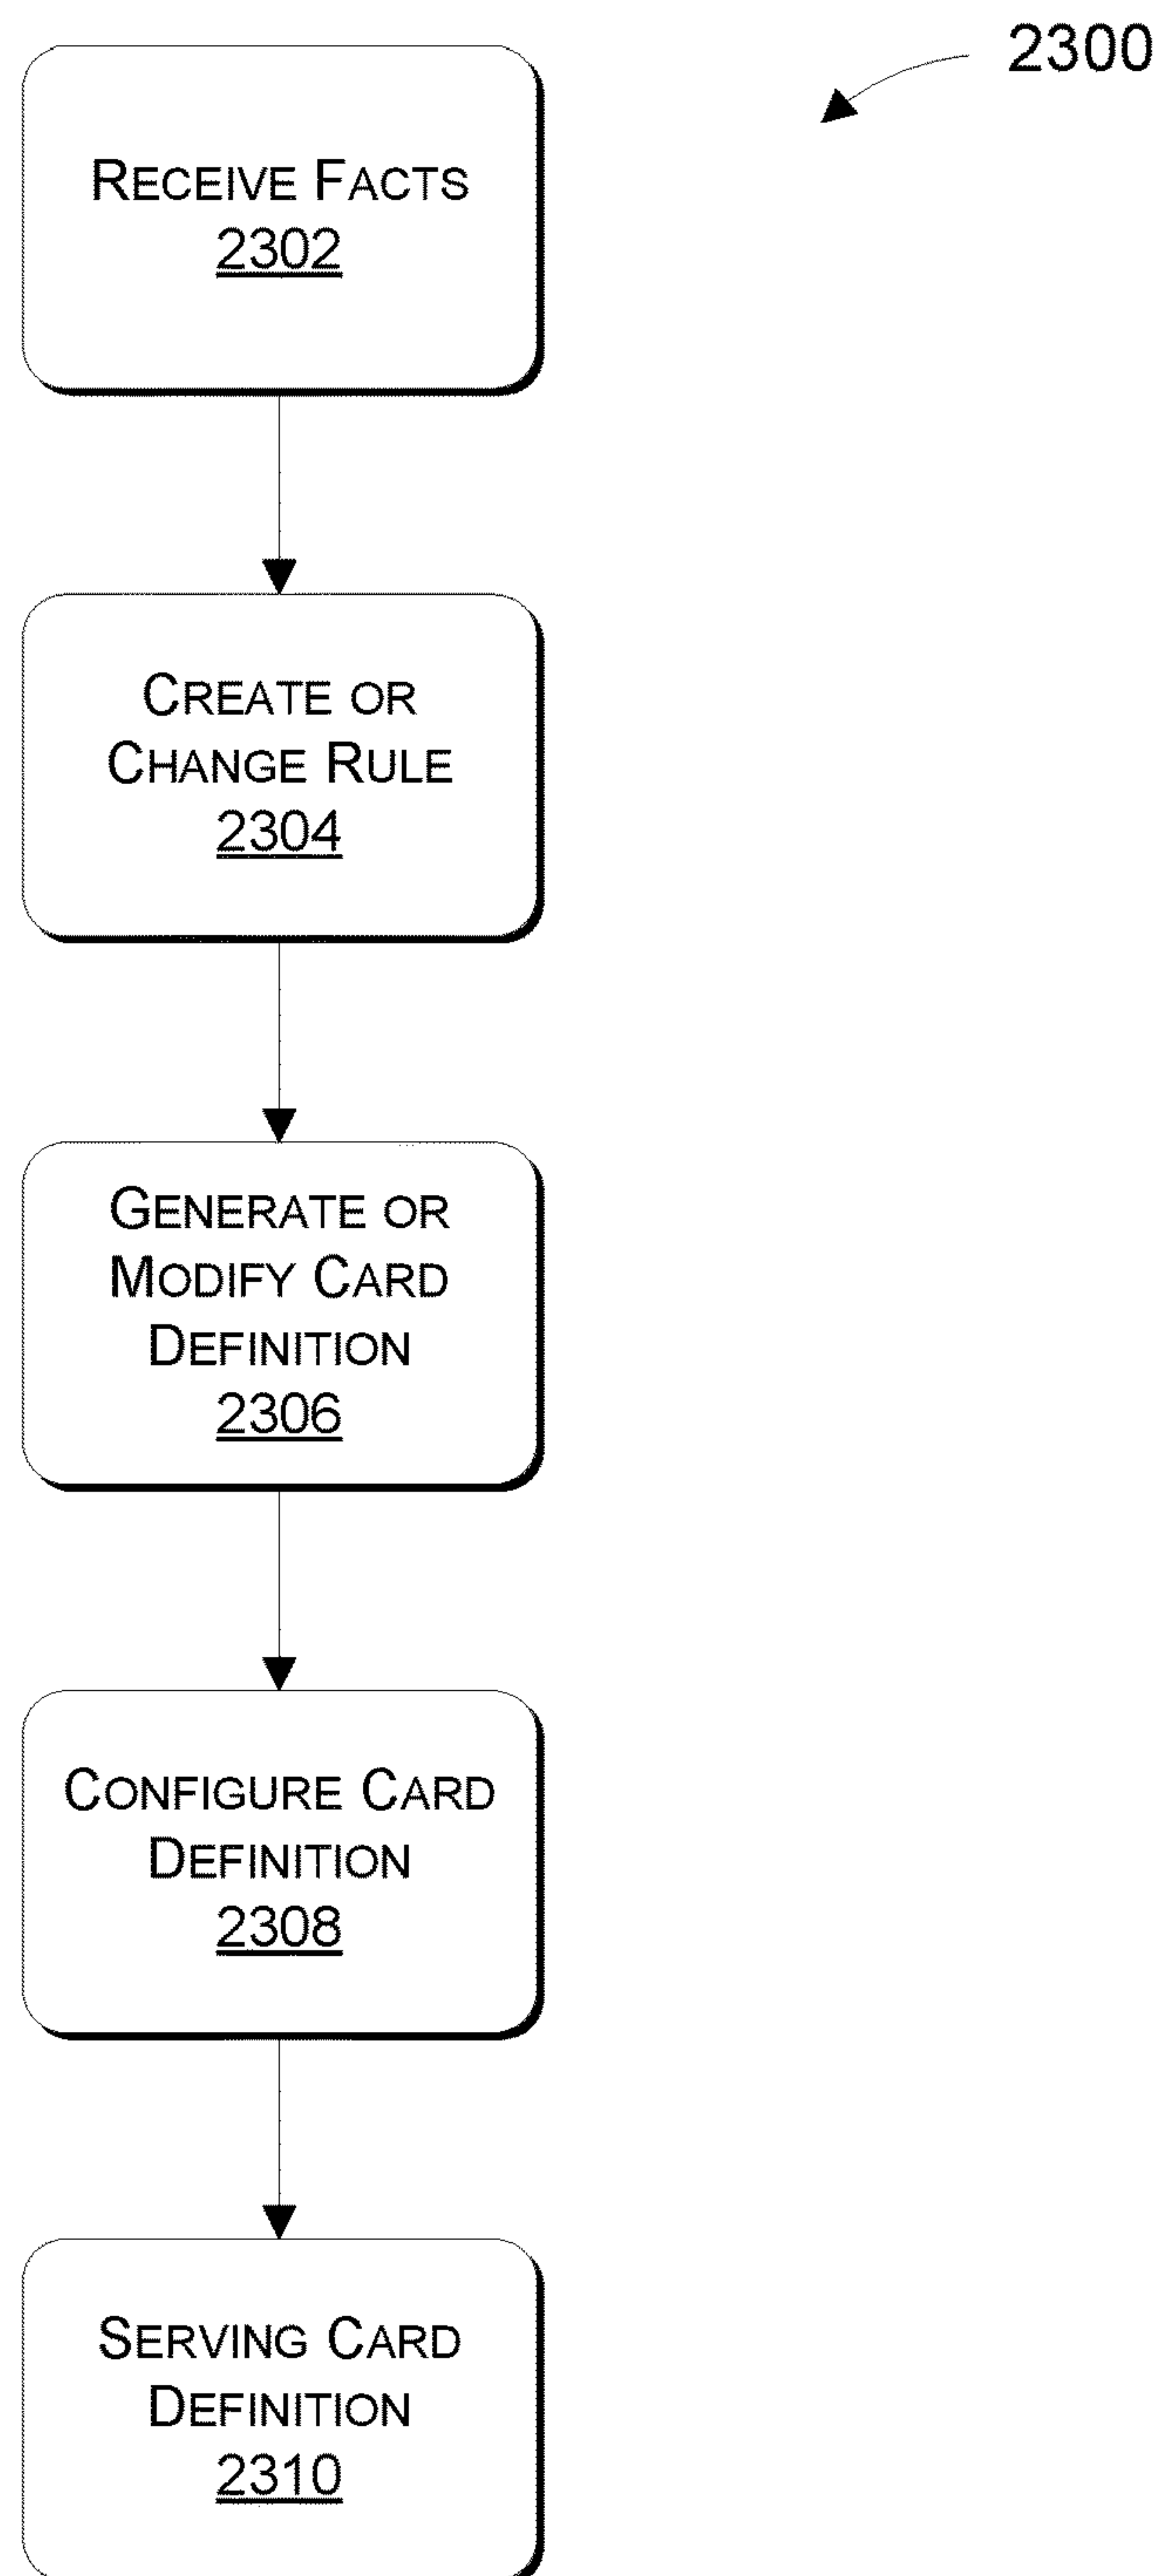 2300
RECEIVE FACTS
2302
CREATE OR
CHANGE RULE
2304
GENERATE OR
MODIFY CARD
DEFINITION
2306
CONFIGURE CARD
DEFINITION
2308
SERVING CARD
DEFINITION
2310